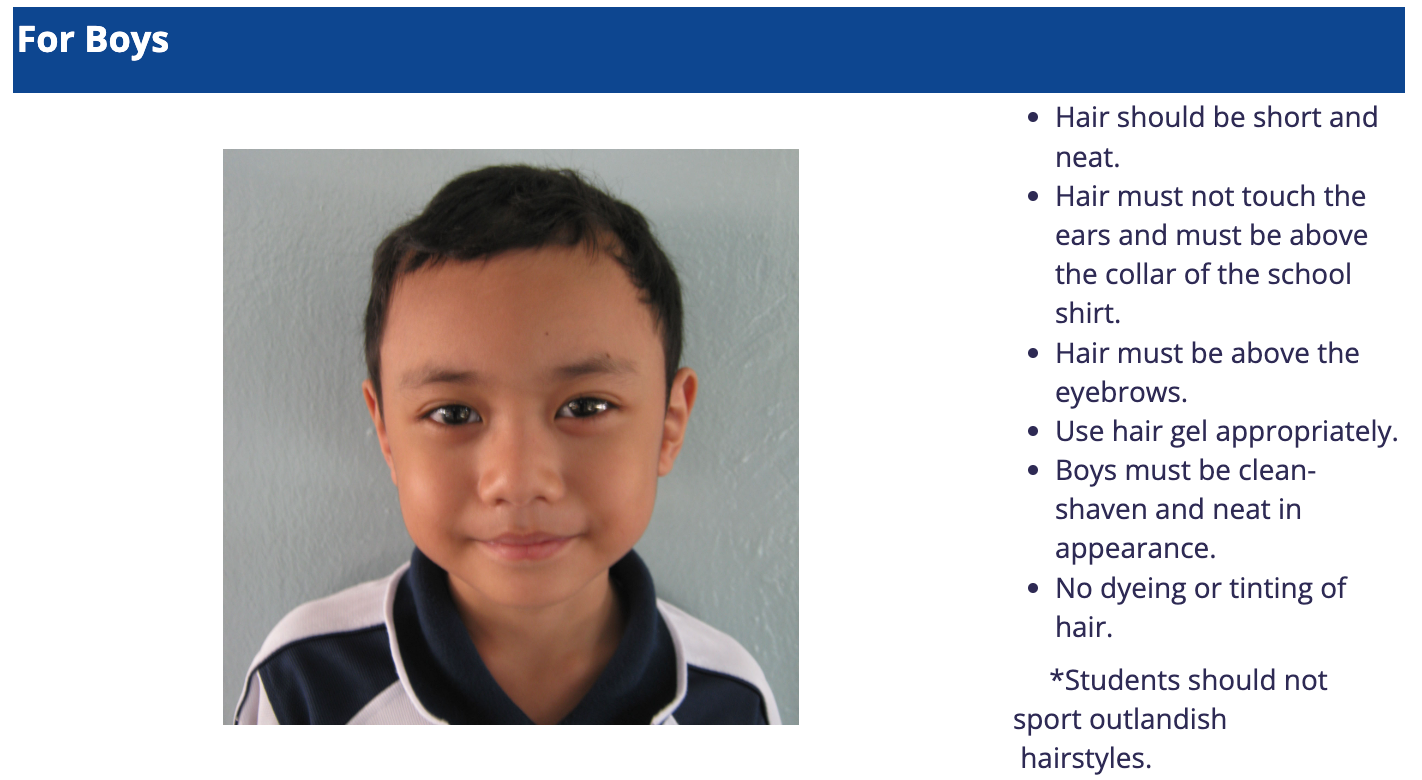 For Boys
• Hair should be short and
neat.
• Hair must not touch the
ears and must be above
the collar of the school
shirt.
• Hair must be above the
eyebrows.
• Use hair gel appropriately.
• Boys must be clean-
shaven and neat in
appearance.
• No dyeing or tinting of
hair.
*Students should not
sport outlandish
hairstyles.